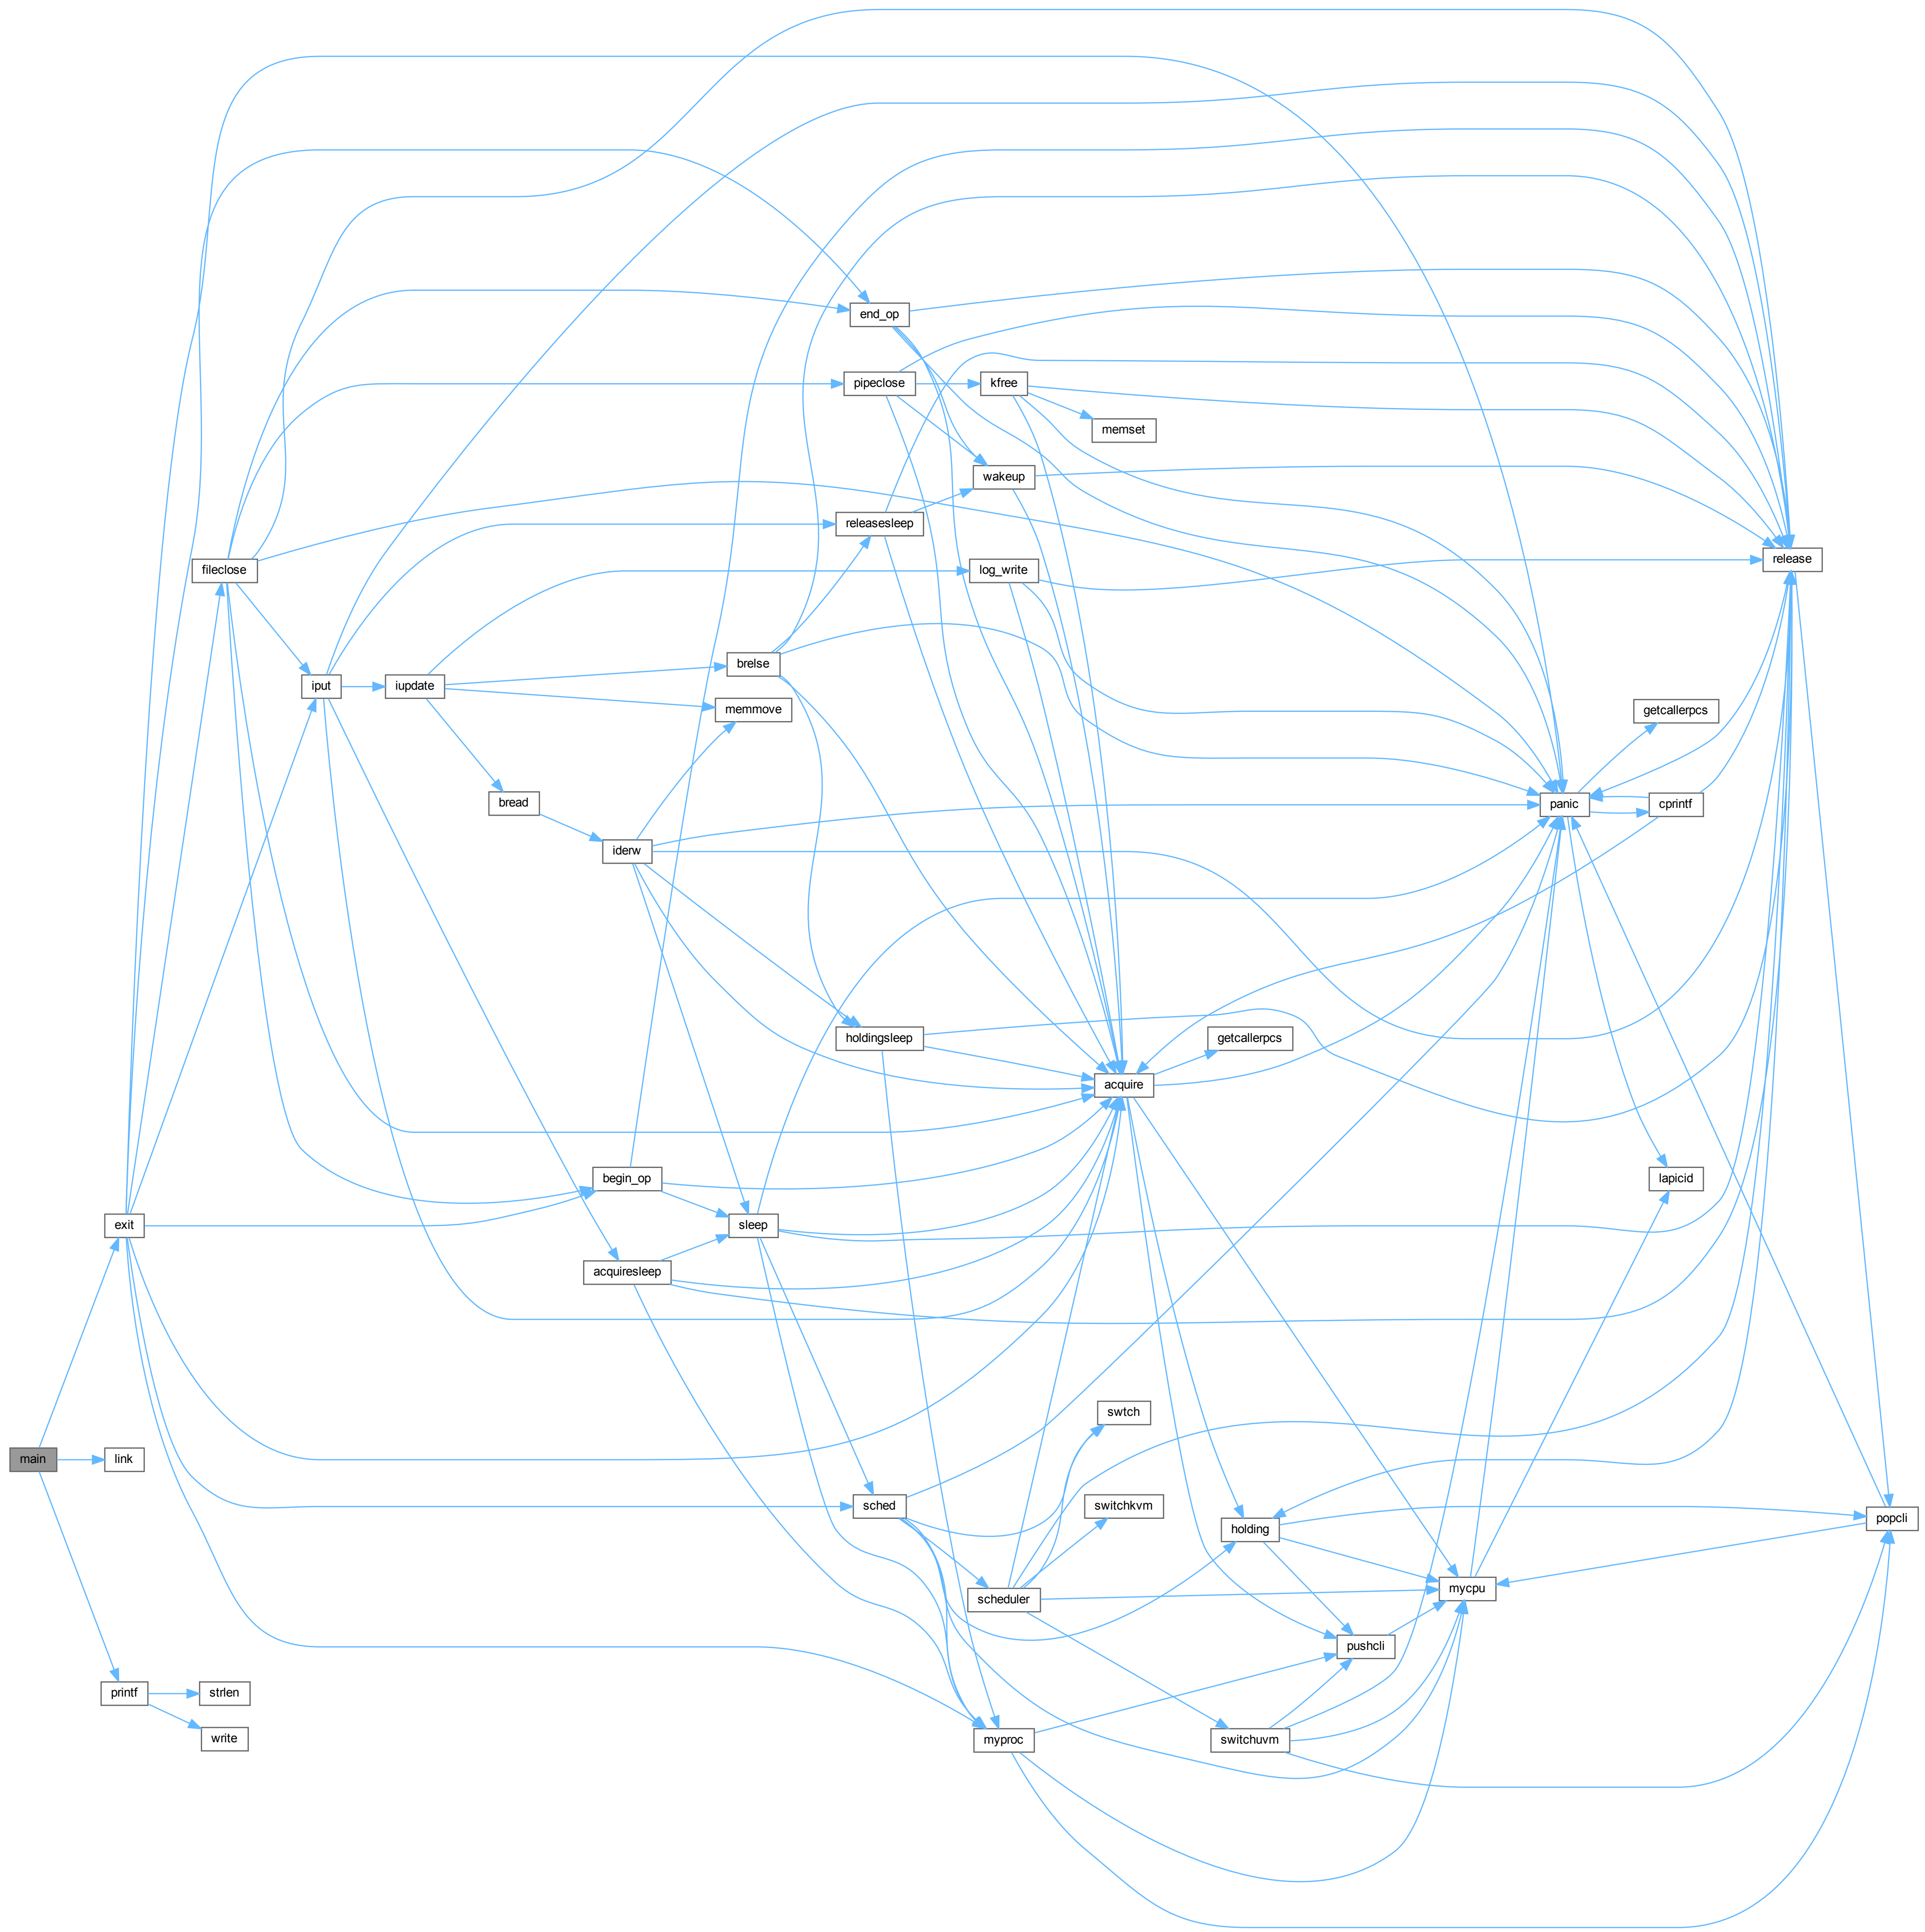 end_op
pipeclose
kfree
memset
wakeup
releasesleep
release
fileclose
log_write
brelse
iput
iupdate
memmove
getcallerpcs
bread
panic
cprintf
iderw
holdingsleep
getcallerpcs
acquire
begin_op
lapicid
exit
sleep
acquiresleep
swtch
main
link
sched
switchkvm
popcli
holding
mycpu
scheduler
pushcli
printf
strlen
write
myproc
switchuvm